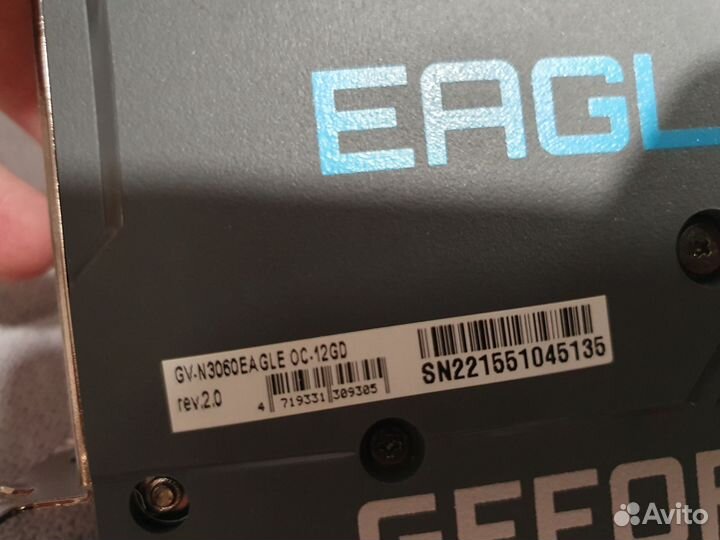 EAGL
GV-N3060EAGLE OC-12GD
rev.2.0
4 719331 309305
SN221551045135
GEFOR
Avito